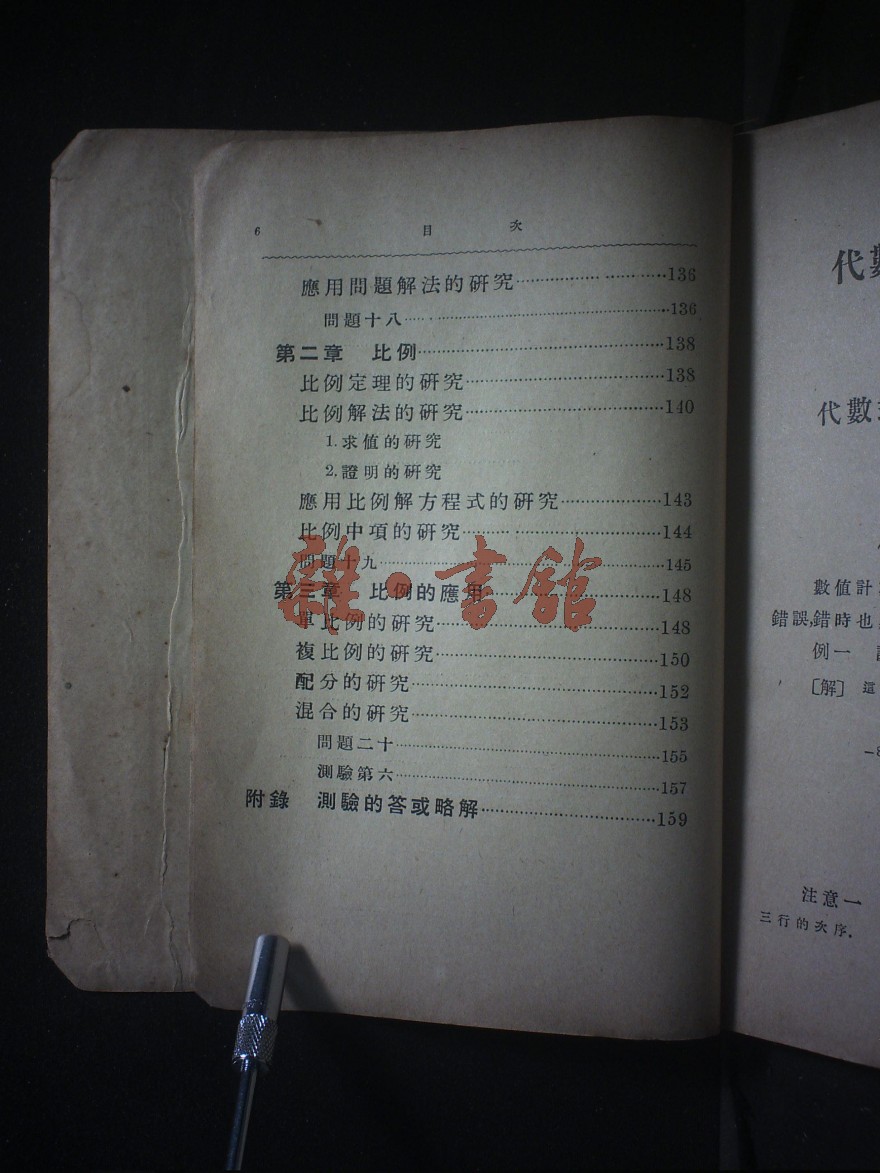 6 目 次
應用問題解法的研究……136
問題十八……136
第二章 比例……138
比例定理的研究……138
比例解法的研究……140
1.求值的研究
2.證明的研究
應用比例解方程式的研究……143
比例中項的研究……144
問題十九……145
第三章 比例的應用……148
單比例的研究……148
複比例的研究……150
配分的研究……152
混合的研究……153
問題二十……155
測驗第六……157
附錄 測驗的答或略解……159
雜·書館
代數
代數
數值計
錯誤,錯時也
例一
[解] 這
注意一
三行的次序.